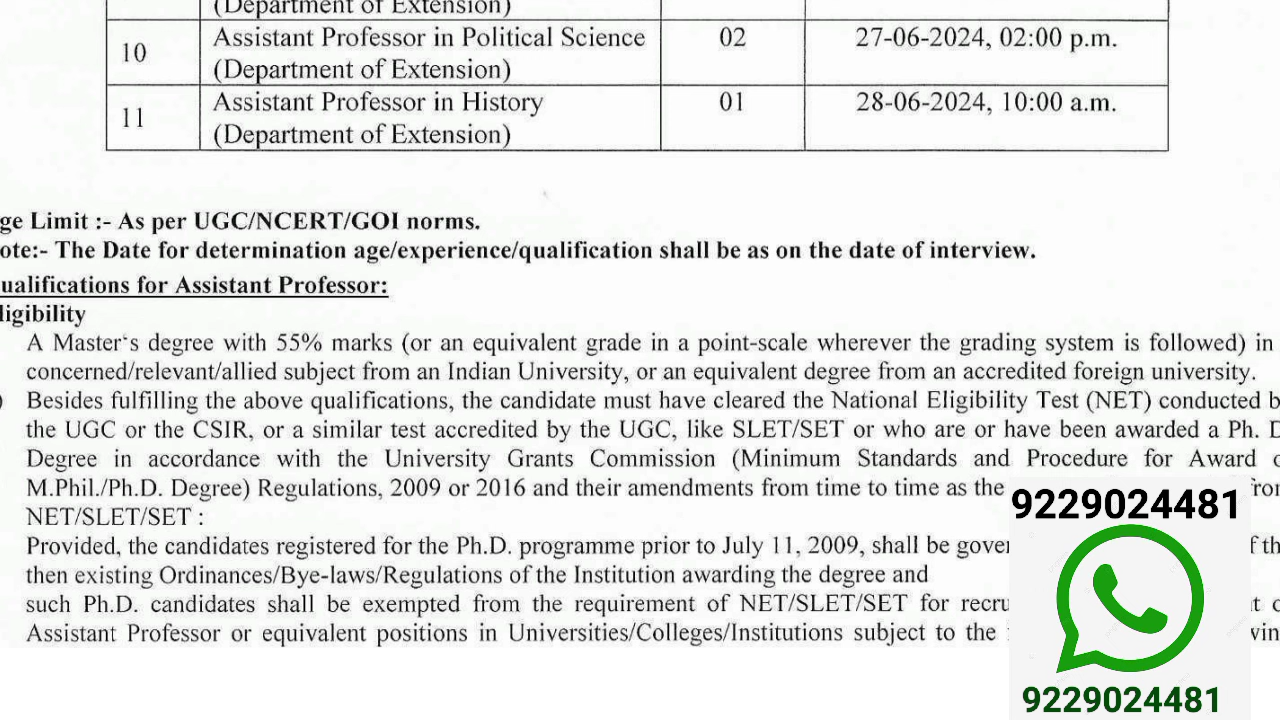 (Department of Extension)
10 Assistant Professor in Political Science 02 27-06-2024, 02:00 p.m.
(Department of Extension)
11 Assistant Professor in History 01 28-06-2024, 10:00 a.m.
(Department of Extension)
ge Limit :- As per UGC/NCERT/GOI norms.
ote:- The Date for determination age/experience/qualification shall be as on the date of interview.
ualifications for Assistant Professor:
ligibility
A Master‘s degree with 55% marks (or an equivalent grade in a point-scale wherever the grading system is followed) in
concerned/relevant/allied subject from an Indian University, or an equivalent degree from an accredited foreign university.
) Besides fulfilling the above qualifications, the candidate must have cleared the National Eligibility Test (NET) conducted b
the UGC or the CSIR, or a similar test accredited by the UGC, like SLET/SET or who are or have been awarded a Ph. D
Degree in accordance with the University Grants Commission (Minimum Standards and Procedure for Award o
M.Phil./Ph.D. Degree) Regulations, 2009 or 2016 and their amendments from time to time as the fron
NET/SLET/SET :
Provided, the candidates registered for the Ph.D. programme prior to July 11, 2009, shall be gover f th
then existing Ordinances/Bye-laws/Regulations of the Institution awarding the degree and
such Ph.D. candidates shall be exempted from the requirement of NET/SLET/SET for recru t o
Assistant Professor or equivalent positions in Universities/Colleges/Institutions subject to the win
9229024481
9229024481